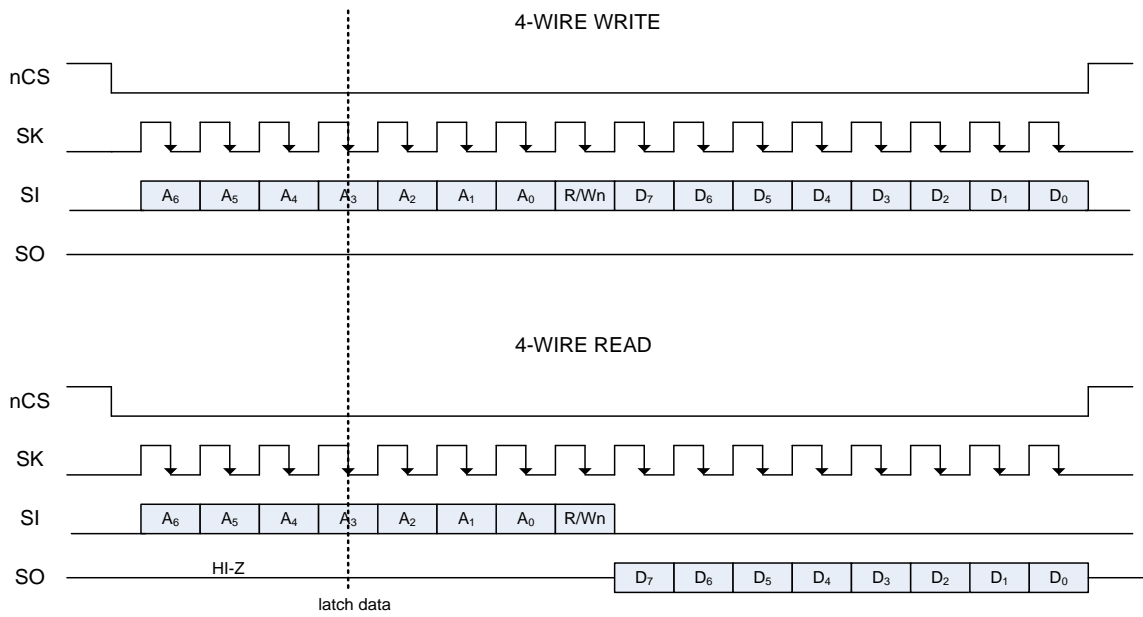 4-WIRE WRITE
nCS
SK
SI A₆ A₅ A₄ A₃ A₂ A₁ A₀ R/Wn D₇ D₆ D₅ D₄ D₃ D₂ D₁ D₀
SO
4-WIRE READ
nCS
SK
SI A₆ A₅ A₄ A₃ A₂ A₁ A₀ R/Wn
SO HI-Z D₇ D₆ D₅ D₄ D₃ D₂ D₁ D₀
latch data